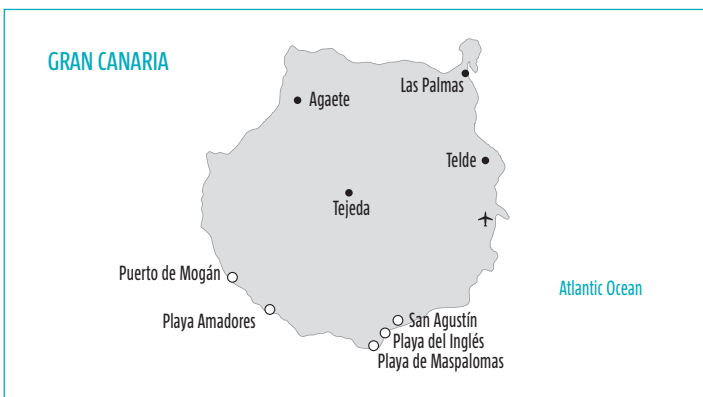 GRAN CANARIA
Las Palmas
Agaete
Telde
Tejeda
Puerto de Mogán
Atlantic Ocean
Playa Amadores
San Agustín
Playa del Inglés
Playa de Maspalomas